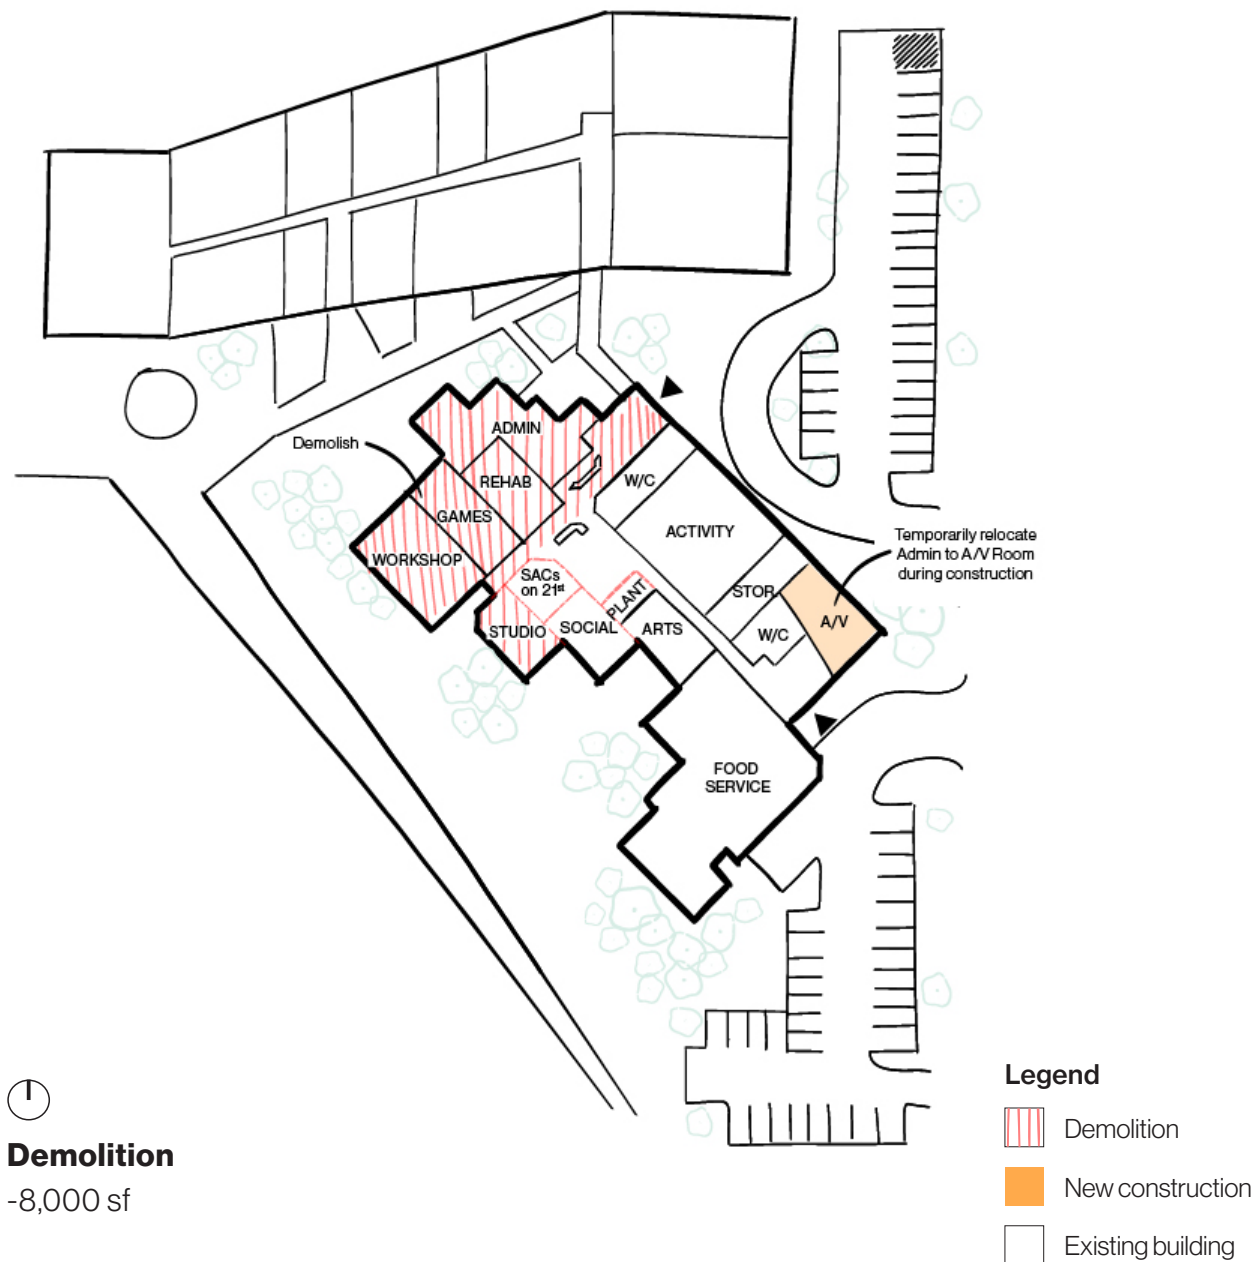 ADMIN
Demolish
REHAB
W/C
GAMES
ACTIVITY
Temporarily relocate
Admin to A/V Room
during construction
WORKSHOP
SACs
on 21st
STOR
PLANT
STUDIO
SOCIAL
ARTS
W/C
A/V
FOOD
SERVICE
Legend
Demolition
New construction
Existing building
Demolition
-8,000 sf